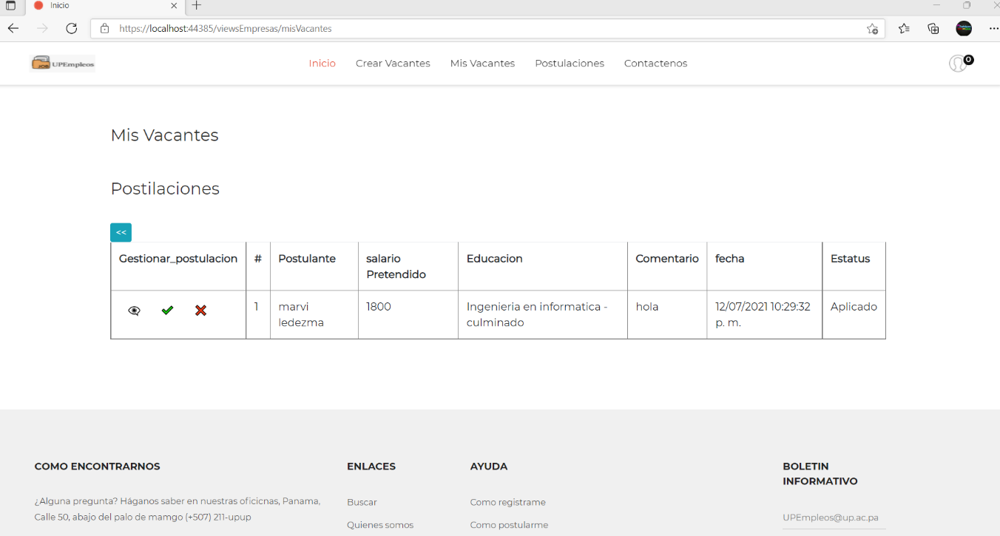 Inicio
https://localhost:44385/viewsEmpresas/misVacantes
JOB UPEmpleos
Inicio Crear Vacantes Mis Vacantes Postulaciones Contactenos
0
Mis Vacantes
Postilaciones
<<
Gestionar_postulacion # Postulante salario Educacion Comentario fecha Estatus
Pretendido
1 marvi 1800 Ingenieria en informatica - hola 12/07/2021 10:29:32 Aplicado
ledezma culminado p. m.
COMO ENCONTRARNOS ENLACES AYUDA BOLETIN
INFORMATIVO
¿Alguna pregunta? Háganos saber en nuestras oficicnas, Panama, Buscar Como registrame
Calle 50, abajo del palo de mamgo (+507) 211-upup UPEmpleos@up.ac.pa
Quienes somos Como postularme